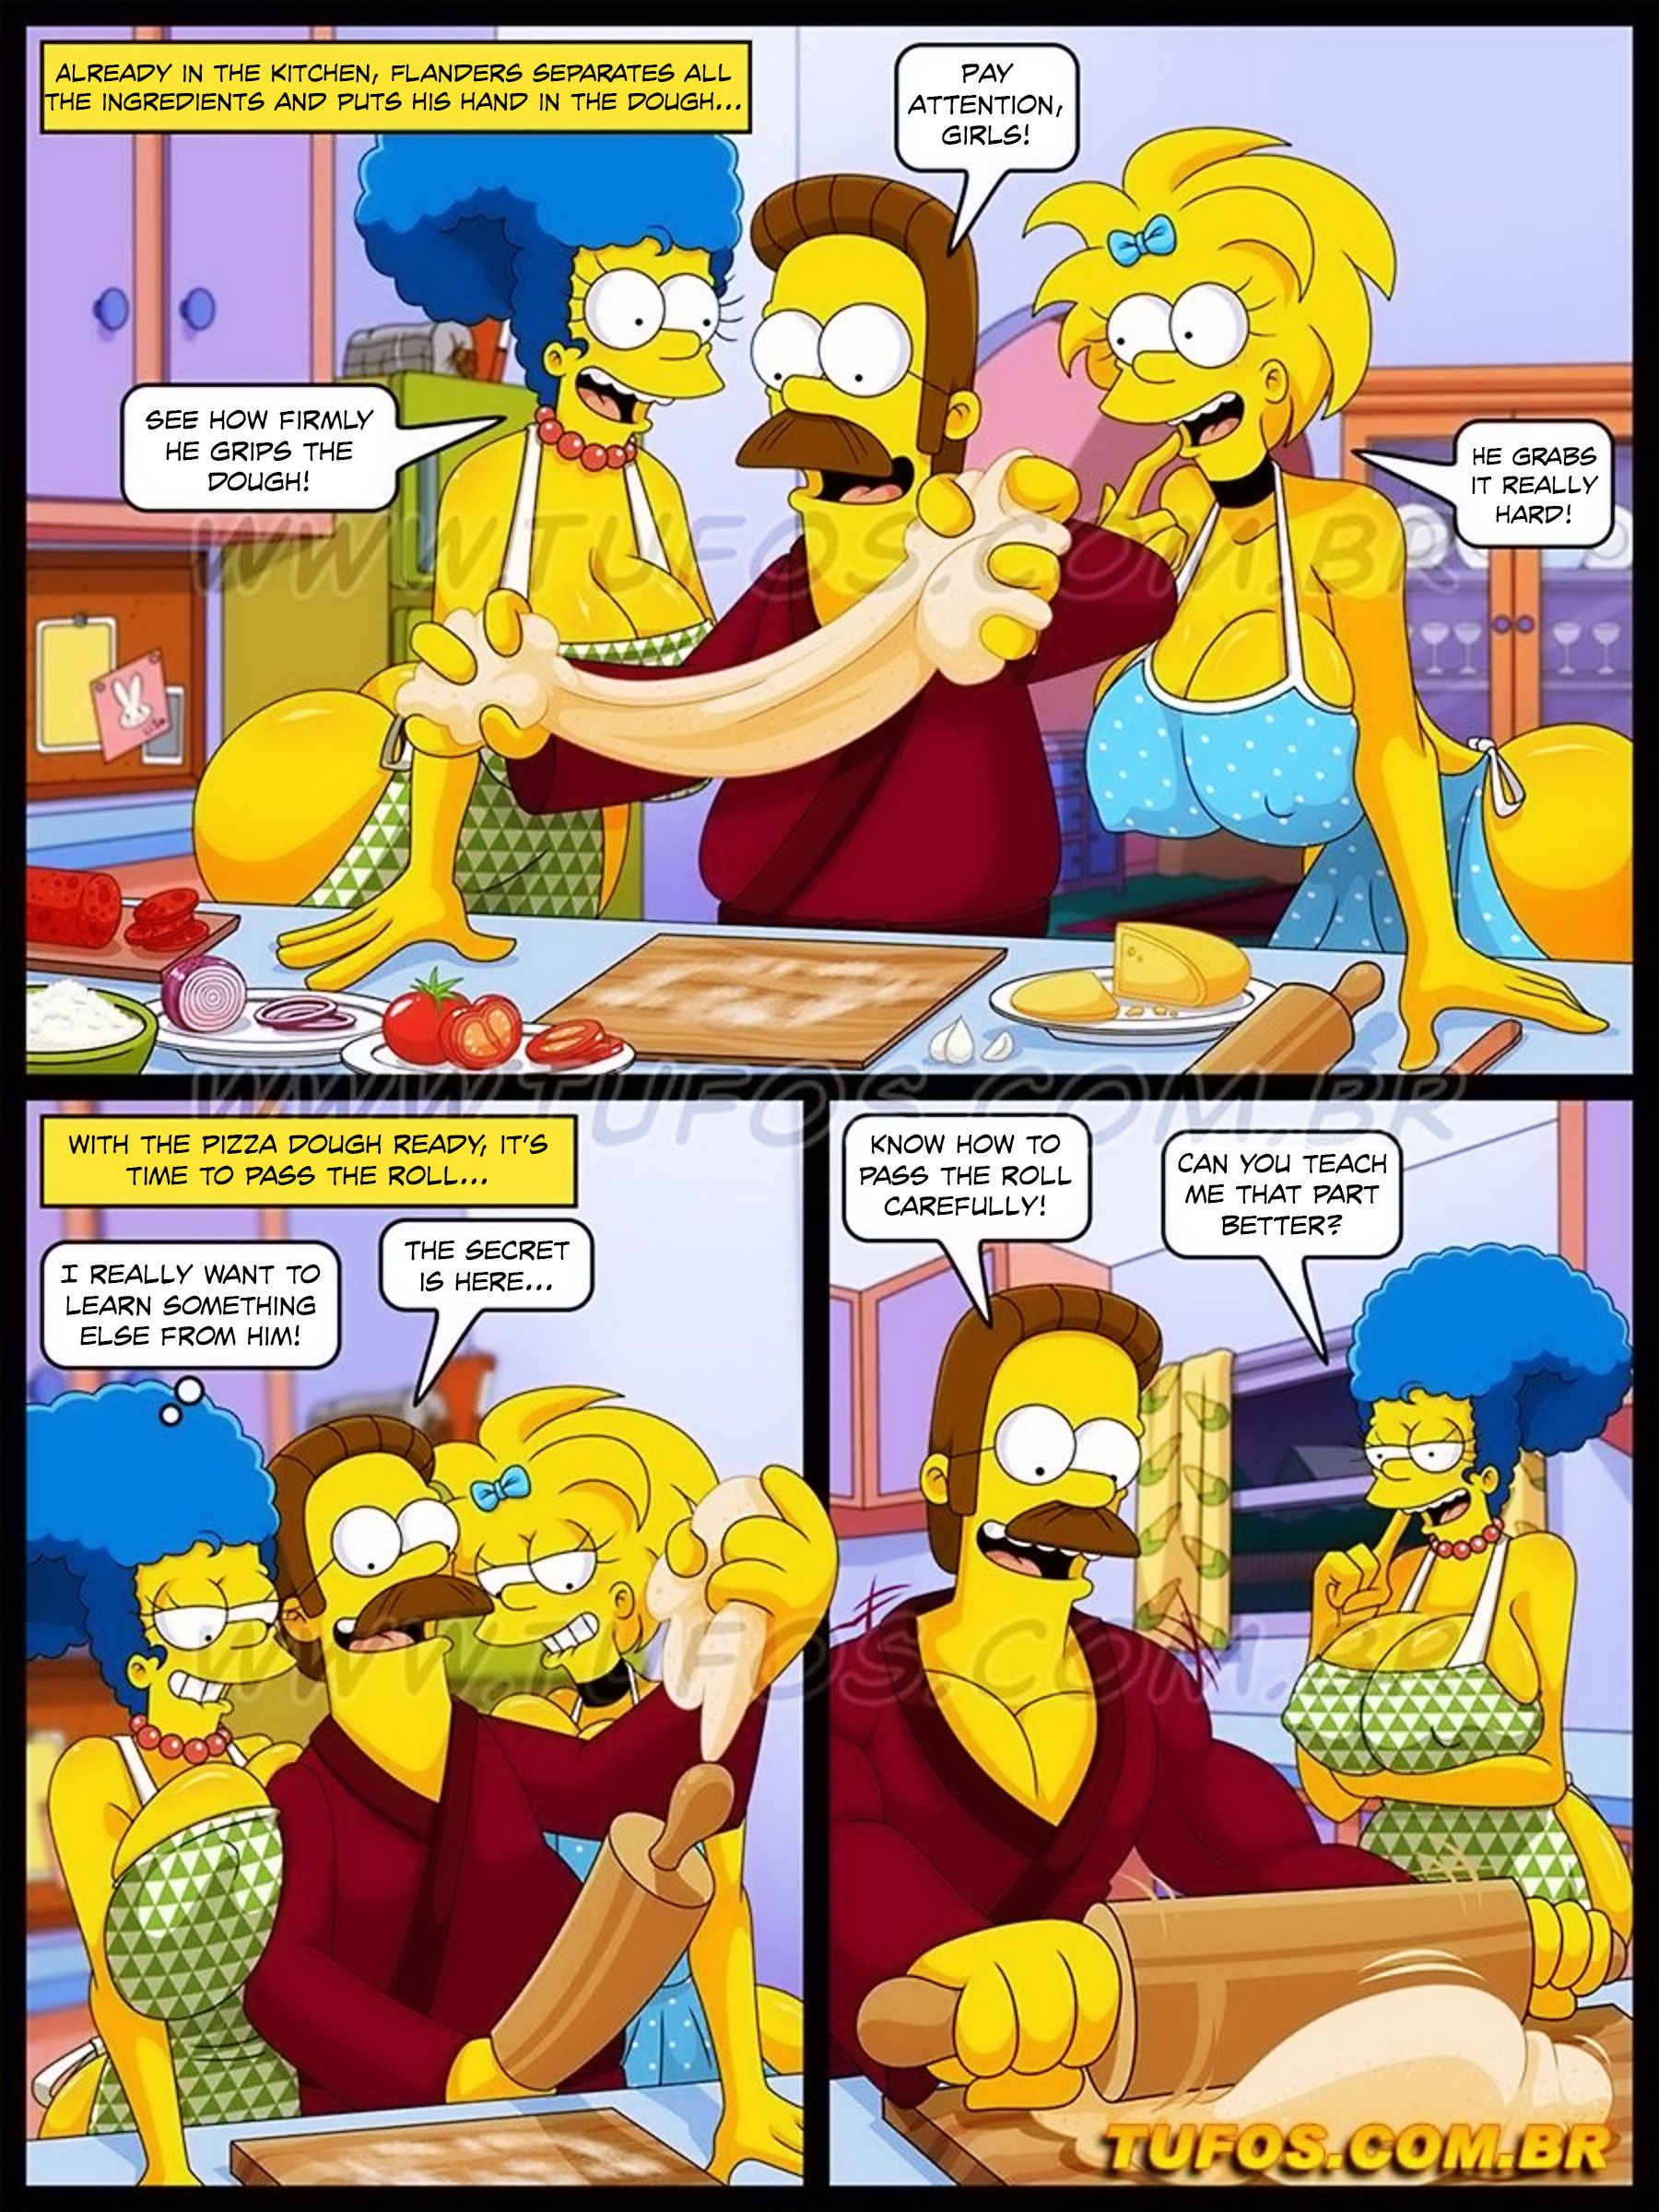 ALREADY IN THE KITCHEN, FLANDERS SEPARATES ALL
THE INGREDIENTS AND PUTS HIS HAND IN THE DOUGH...
PAY
ATTENTION,
GIRLS!
SEE HOW FIRMLY
HE GRIPS THE
DOUGH!
HE GRABS
IT REALLY
HARD!
WWW.TUFOS.COM.BR
WWW.TUFOS.COM.BR
WITH THE PIZZA DOUGH READY, IT'S
TIME TO PASS THE ROLL...
I REALLY WANT TO
LEARN SOMETHING
ELSE FROM HIM!
THE SECRET
IS HERE...
KNOW HOW TO
PASS THE ROLL
CAREFULLY!
CAN YOU TEACH
ME THAT PART
BETTER?
WWW.TUFOS.COM.BR
TUFOS.COM.BR